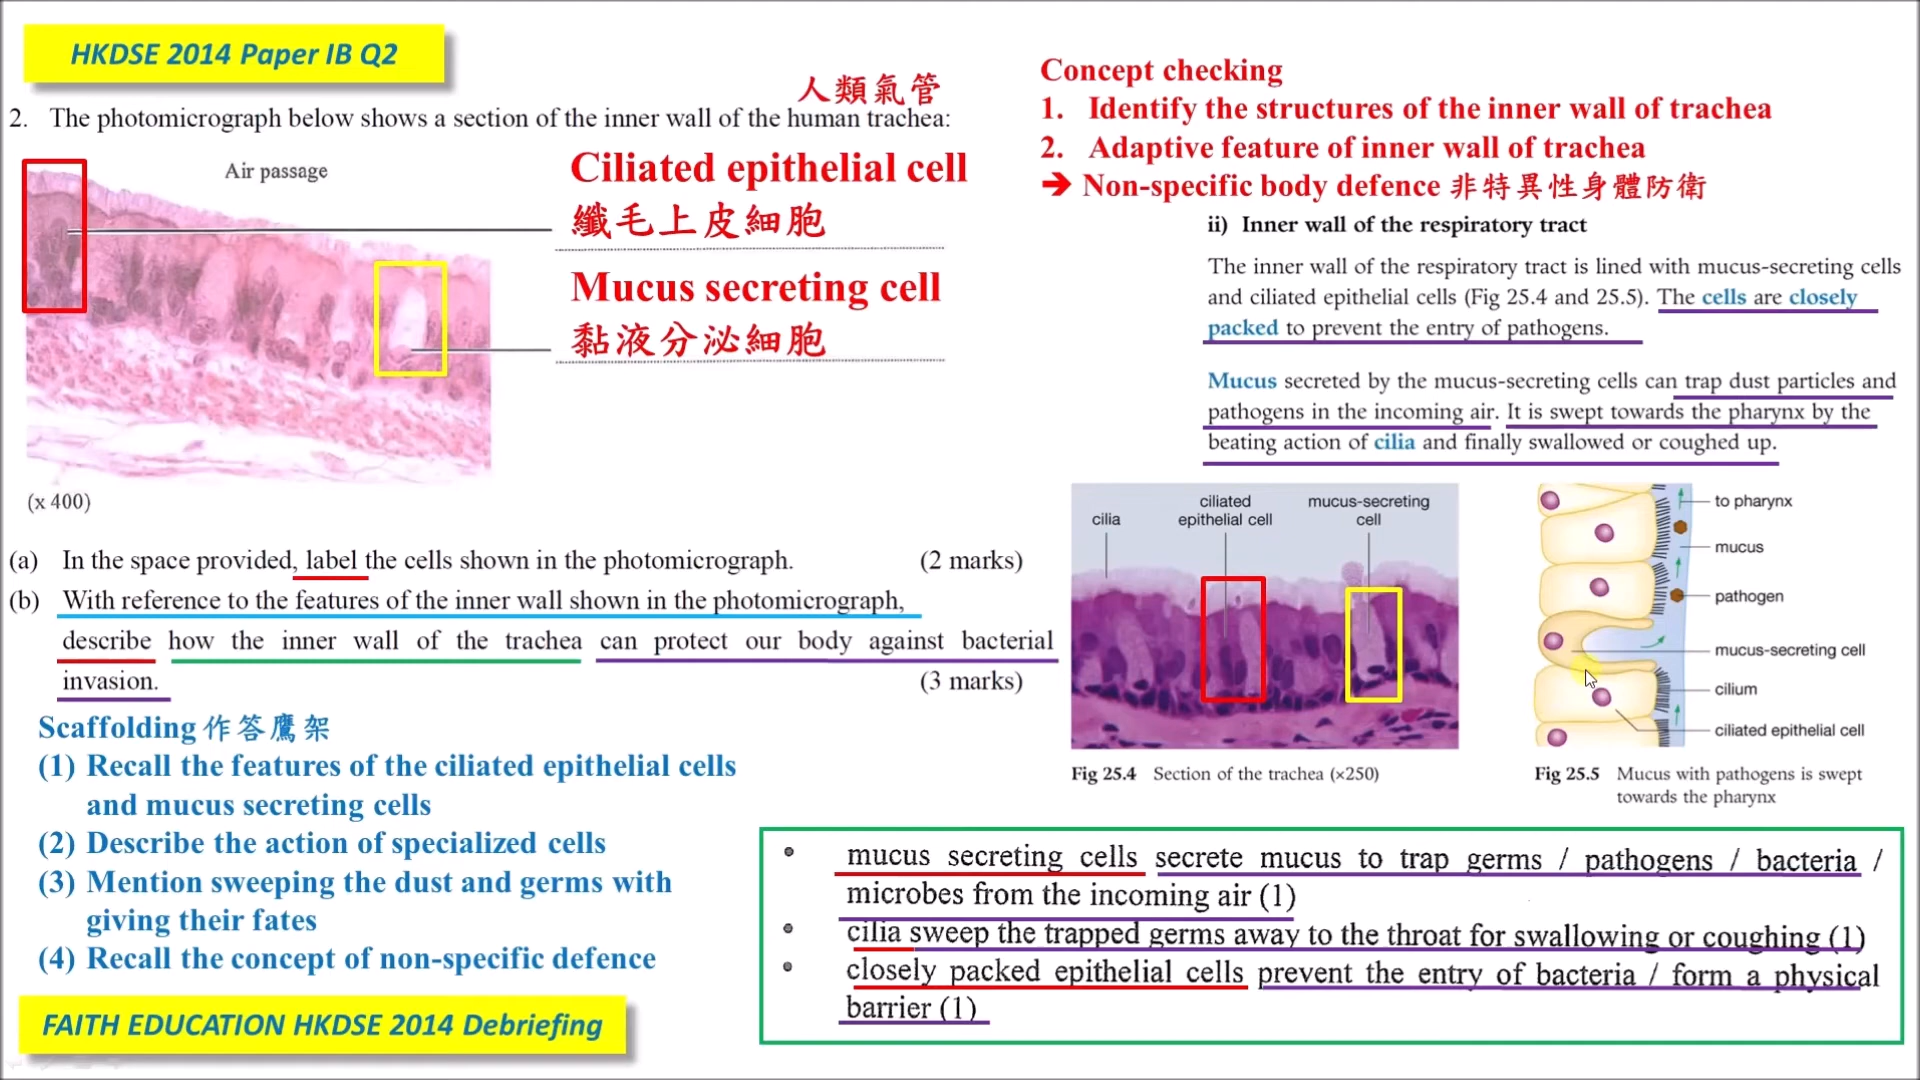 HKDSE 2014 Paper IB Q2
人類氣管
2. The photomicrograph below shows a section of the inner wall of the human trachea:
Air passage
Ciliated epithelial cell
纖毛上皮細胞
Mucus secreting cell
黏液分泌細胞
(x 400)
(a) In the space provided, label the cells shown in the photomicrograph. (2 marks)
(b) With reference to the features of the inner wall shown in the photomicrograph,
describe how the inner wall of the trachea can protect our body against bacterial
invasion. (3 marks)
Scaffolding 作答鷹架
(1) Recall the features of the ciliated epithelial cells
and mucus secreting cells
(2) Describe the action of specialized cells
(3) Mention sweeping the dust and germs with
giving their fates
(4) Recall the concept of non-specific defence
FAITH EDUCATION HKDSE 2014 Debriefing
Concept checking
1. Identify the structures of the inner wall of trachea
2. Adaptive feature of inner wall of trachea
➔ Non-specific body defence 非特異性身體防衛
ii) Inner wall of the respiratory tract
The inner wall of the respiratory tract is lined with mucus-secreting cells
and ciliated epithelial cells (Fig 25.4 and 25.5). The cells are closely
packed to prevent the entry of pathogens.
Mucus secreted by the mucus-secreting cells can trap dust particles and
pathogens in the incoming air. It is swept towards the pharynx by the
beating action of cilia and finally swallowed or coughed up.
cilia
ciliated
epithelial cell
mucus-secreting
cell
Fig 25.4 Section of the trachea (×250)
to pharynx
mucus
pathogen
mucus-secreting cell
cilium
ciliated epithelial cell
Fig 25.5 Mucus with pathogens is swept
towards the pharynx
• mucus secreting cells secrete mucus to trap germs / pathogens / bacteria /
microbes from the incoming air (1)
• cilia sweep the trapped germs away to the throat for swallowing or coughing (1)
• closely packed epithelial cells prevent the entry of bacteria / form a physical
barrier (1)